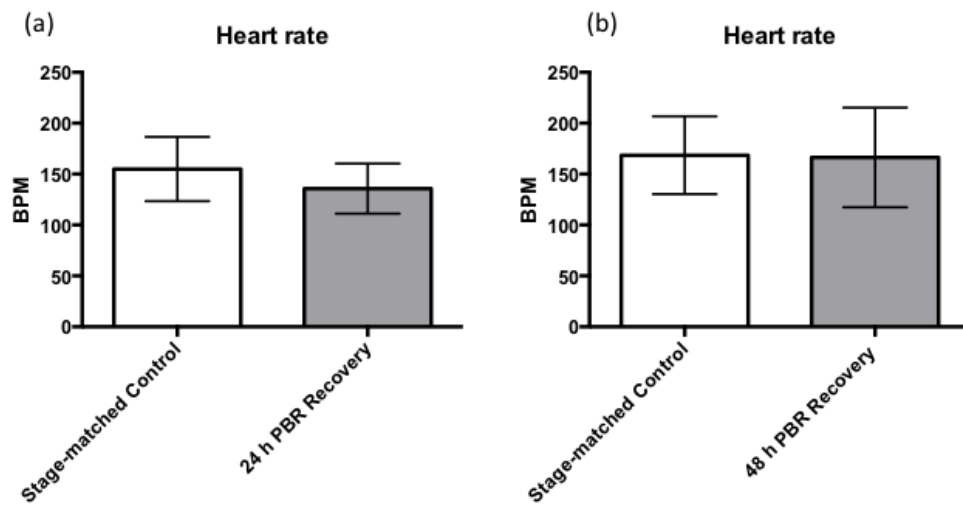 (a)
Heart rate
250
200
150
100
50
0
BPM
Stage-matched Control
24 h PBR Recovery
(b)
Heart rate
250
200
150
100
50
0
BPM
Stage-matched Control
48 h PBR Recovery